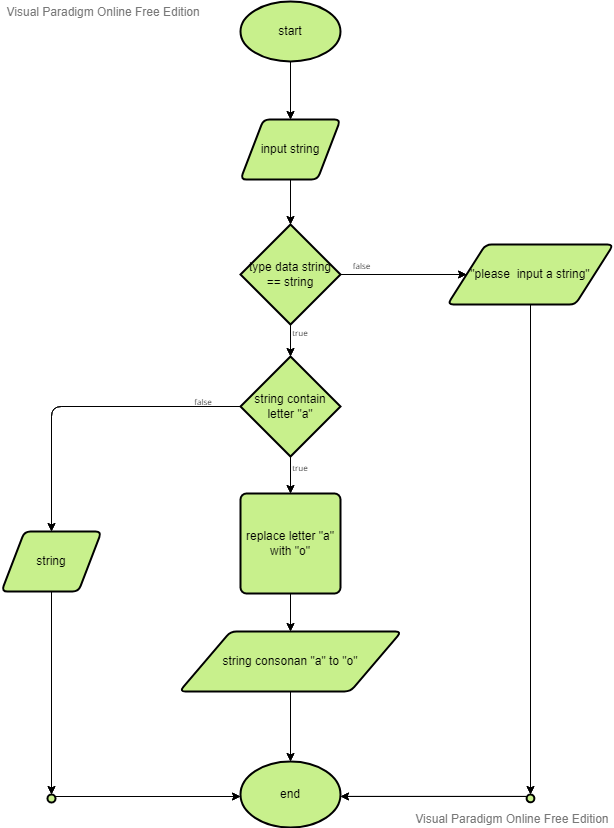 Visual Paradigm Online Free Edition
start
input string
type data string
== string
false
"please  input a string"
true
string contain
letter "a"
false
true
replace letter "a"
with "o"
string
string consonan "a" to "o"
end
Visual Paradigm Online Free Edition